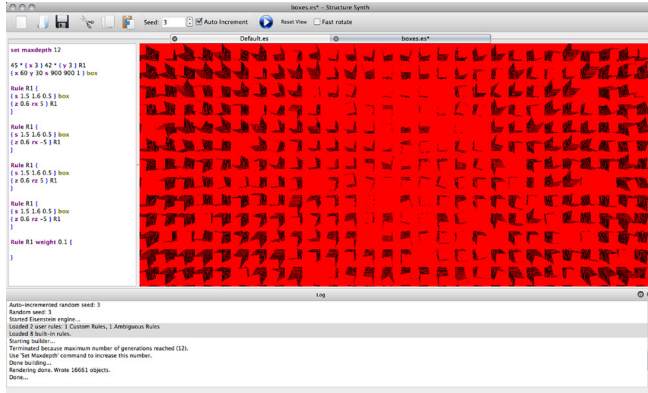 boxes.es* - Structure Synth
Seed: 3 Auto Increment Reset View Fast rotate
Default.es boxes.es*
set maxdepth 12
45 * { x 3 } 42 * { y 3 } R1
{ x 60 y 30 s 900 900 1 } box
Rule R1 {
{ s 1.5 1.6 0.5 } box
{ z 0.6 rx 5 } R1
}
Rule R1 {
{ s 1.5 1.6 0.5 } box
{ z 0.6 rx -5 } R1
}
Rule R1 {
{ s 1.5 1.6 0.5 } box
{ z 0.6 rz 5 } R1
}
Rule R1 {
{ s 1.5 1.6 0.5 } box
{ z 0.6 rz -5 } R1
}
Rule R1 weight 0.1 {
}
Log
Auto-incremented random seed: 3
Random seed: 3
Started Eisenstein engine...
Loaded 2 user rules: 1 Custom Rules, 1 Ambiguous Rules
Loaded 8 built-in rules.
Starting builder...
Terminated because maximum number of generations reached (12).
Use 'Set Maxdepth' command to increase this number.
Done building...
Rendering done. Wrote 16661 objects.
Done...